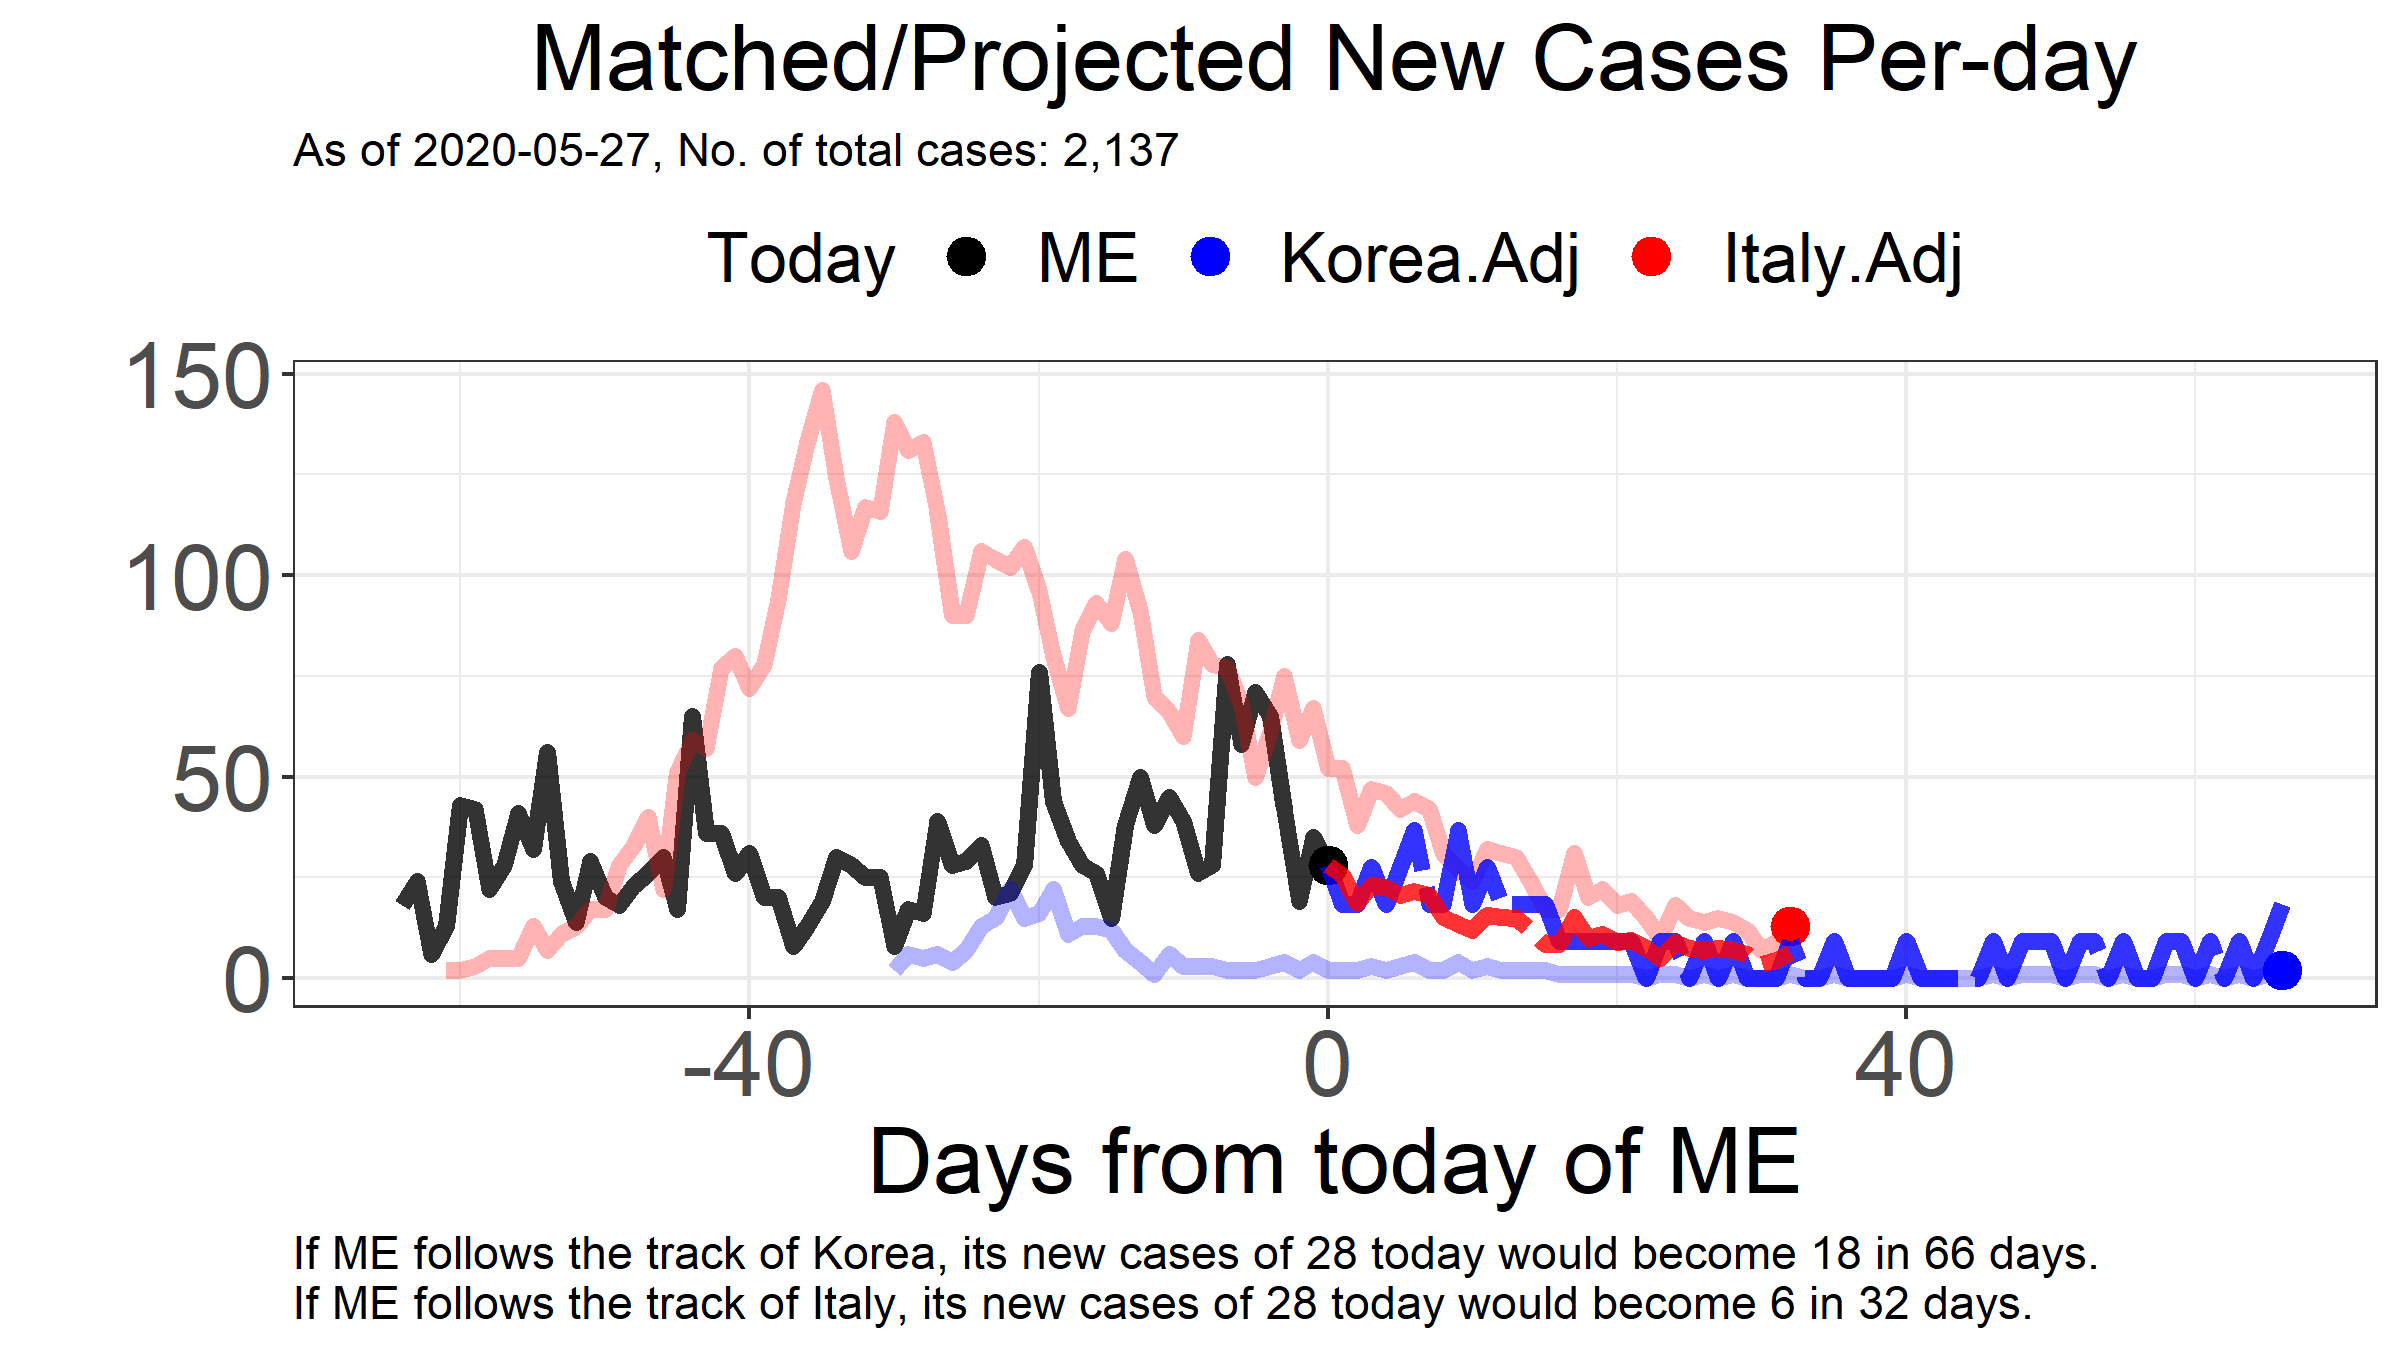 Matched/Projected New Cases Per-day
As of 2020-05-27, No. of total cases: 2,137
Today ME Korea.Adj Italy.Adj
150
100
50
0
-40 0 40
Days from today of ME
If ME follows the track of Korea, its new cases of 28 today would become 18 in 66 days.
If ME follows the track of Italy, its new cases of 28 today would become 6 in 32 days.